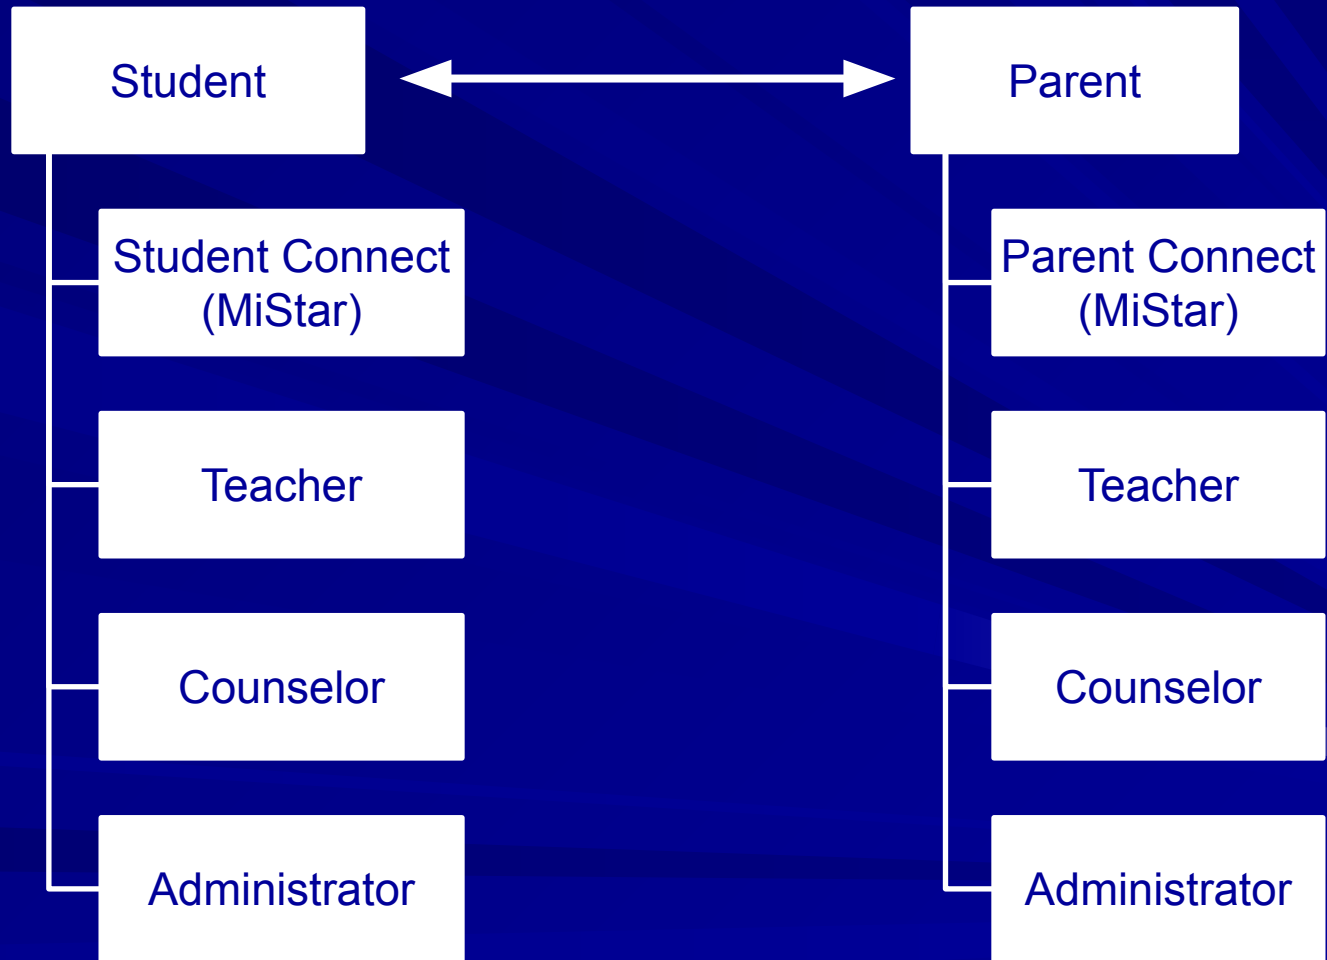 Student
Parent
Student Connect
(MiStar)
Parent Connect
(MiStar)
Teacher
Teacher
Counselor
Counselor
Administrator
Administrator